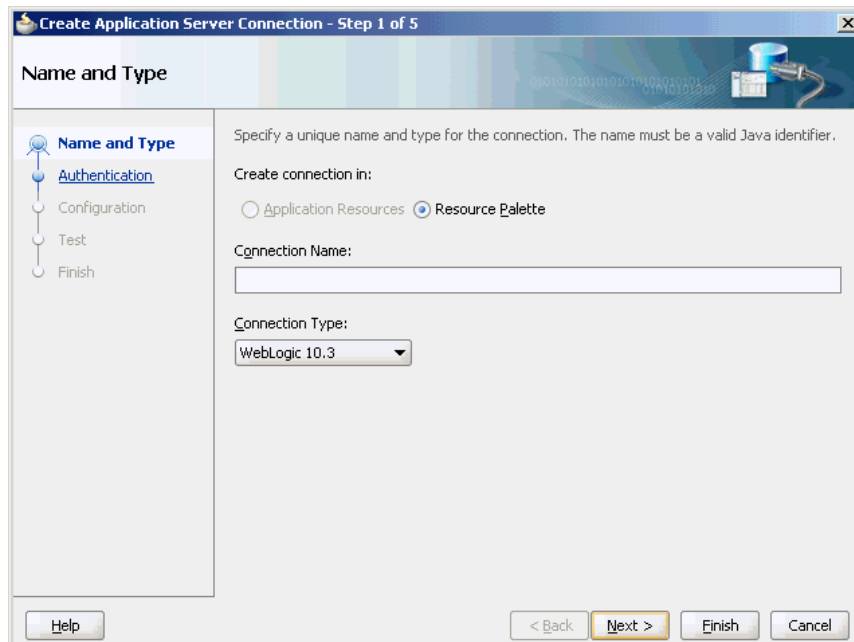 Create Application Server Connection - Step 1 of 5
Name and Type
Name and Type
Authentication
Configuration
Test
Finish
Specify a unique name and type for the connection. The name must be a valid Java identifier.
Create connection in:
Application Resources Resource Palette
Connection Name:
Connection Type:
WebLogic 10.3
Help < Back Next > Finish Cancel